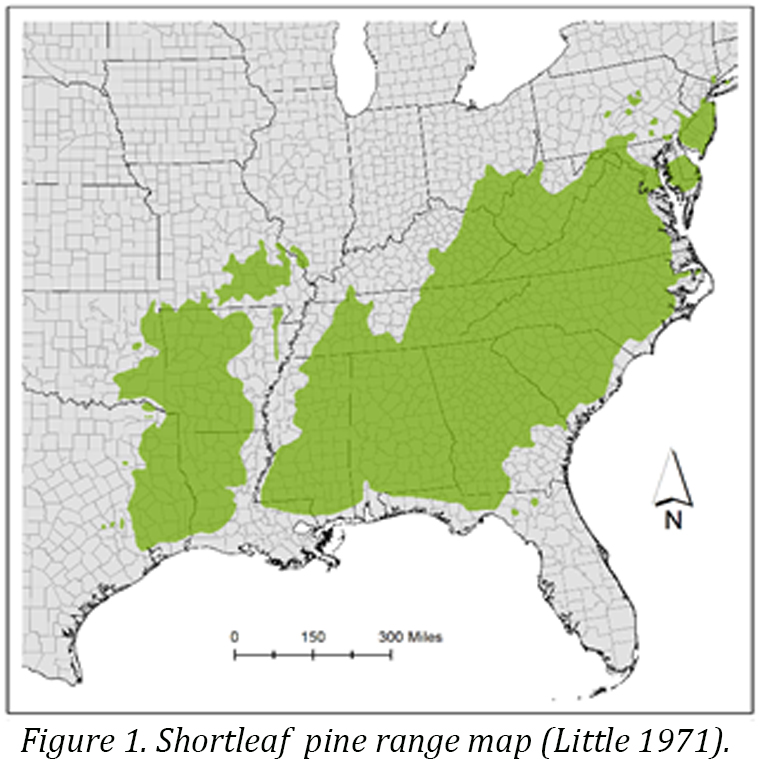 N
0 150 300 Miles
Figure 1. Shortleaf pine range map (Little 1971).